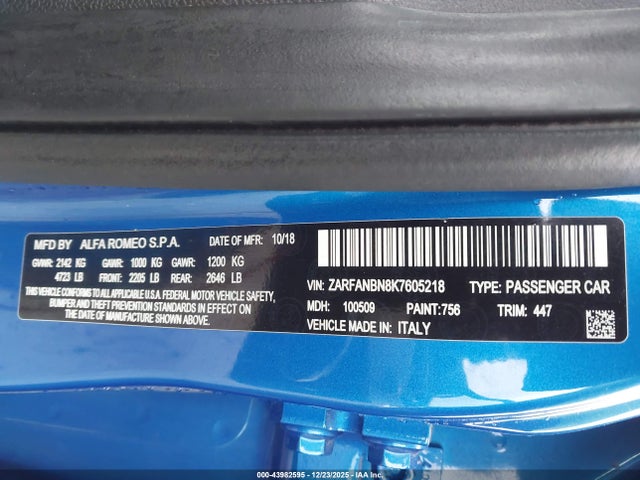 MFD BY ALFA ROMEO S.P.A. DATE OF MFR: 10/18
GVWR: 2142 KG GAWR: 1000 KG GAWR: 1200 KG
4723 LB FRONT: 2205 LB REAR: 2646 LB
THIS VEHICLE CONFORMS TO ALL APPLICABLE U.S.A. FEDERAL MOTOR VEHICLE SAFETY,
BUMPER AND THEFT PREVENTION STANDARDS IN EFFECT ON
THE DATE OF MANUFACTURE SHOWN ABOVE.
VIN: ZARFANBN8K7605218 TYPE: PASSENGER CAR
MDH: 100509 PAINT: 756 TRIM: 447
VEHICLE MADE IN: ITALY
000-43982595 - 12/23/2025 - IAAI.COM